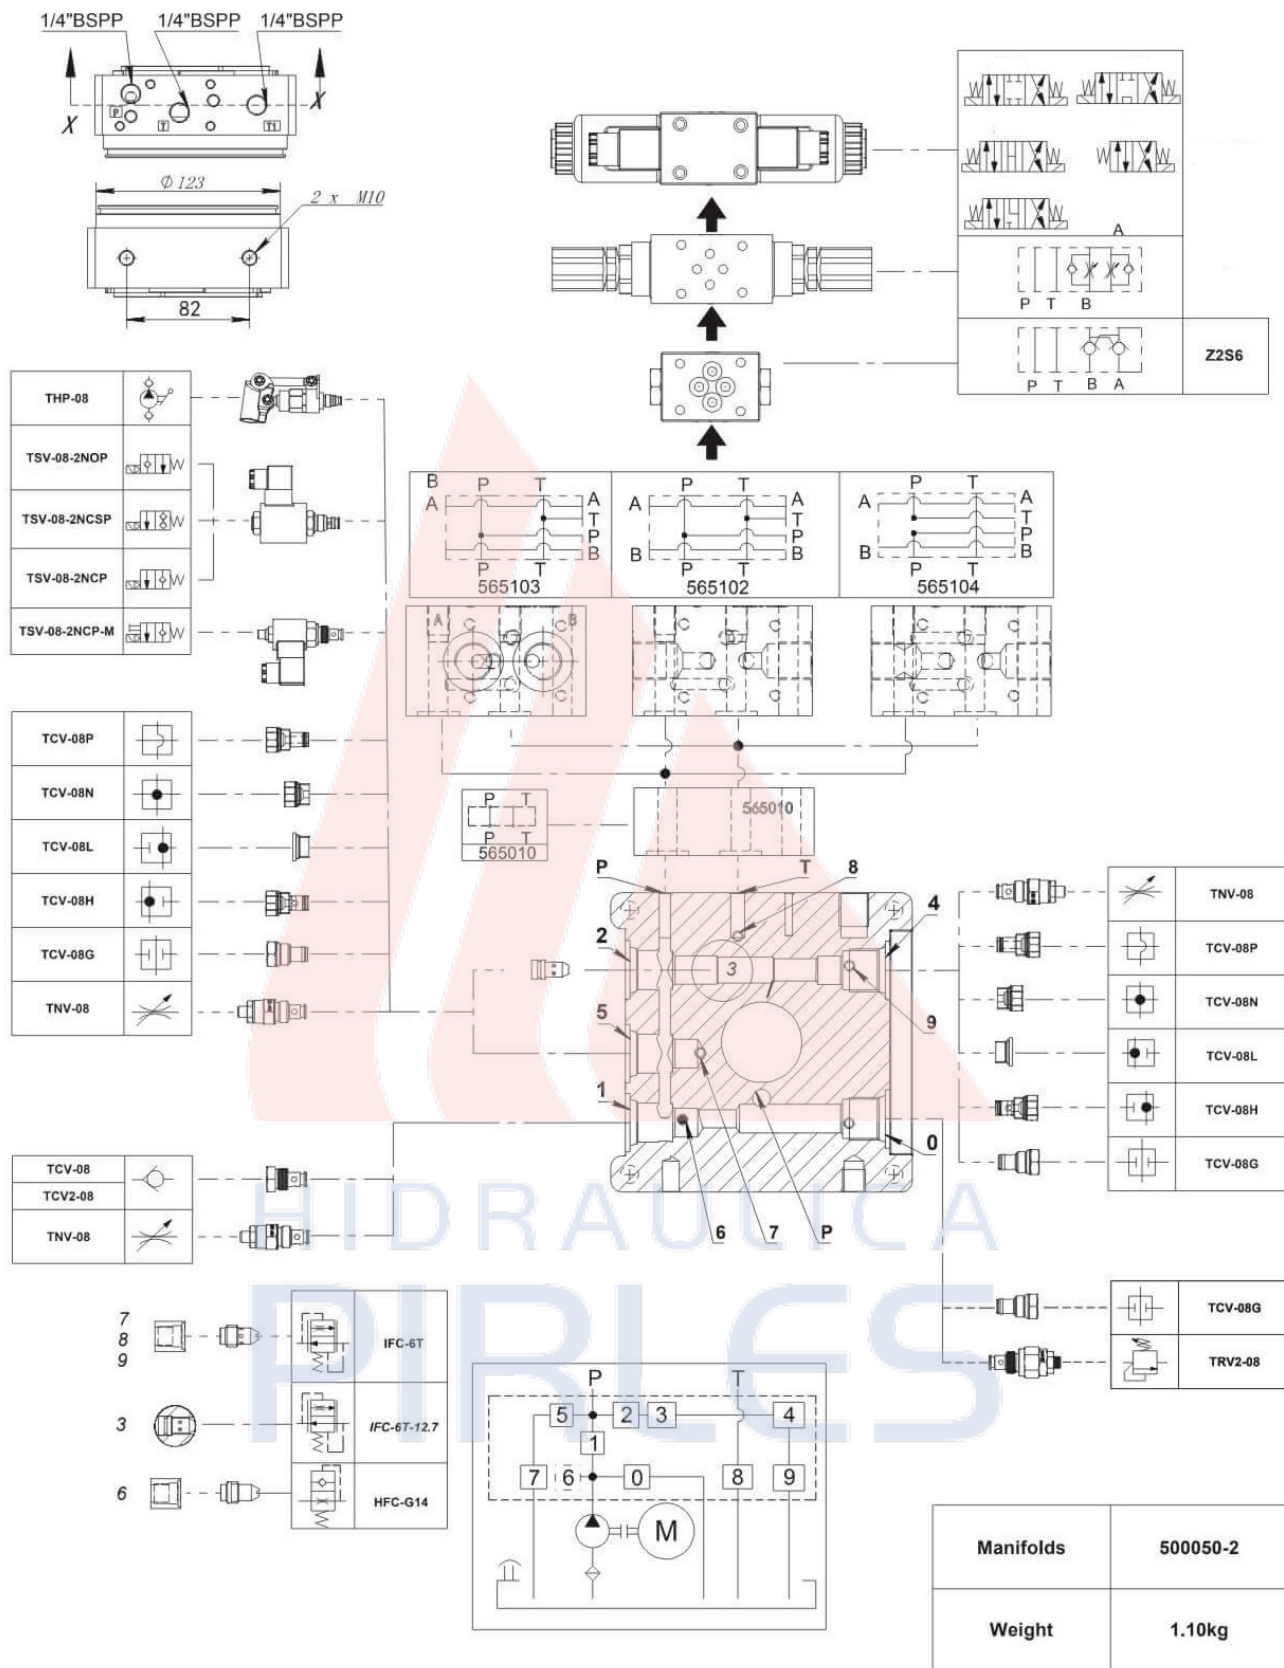 1/4"BSPP 1/4"BSPP 1/4"BSPP
X X
P T T1
Φ 123
2 x M10
82
A
P T B
P T B A
Z2S6
THP-08
TSV-08-2NOP
TSV-08-2NCSP
TSV-08-2NCP
TSV-08-2NCP-M
B P T
A A
T
P
B
P T
565103
P T
A A
T
P
B B
P T
565102
P T
A A
T
P
B B
P T
565104
A B
TCV-08P
TCV-08N
TCV-08L
TCV-08H
TCV-08G
TNV-08
P T
P T
565010
565010
P T 8
2 4
3
5 9
1
0
6 7 P
TNV-08
TCV-08P
TCV-08N
TCV-08L
TCV-08H
TCV-08G
TCV-08
TCV2-08
TNV-08
HIDRAULICA
PIRLES
TCV-08G
TRV2-08
7
8
9
IFC-6T
3
IFC-6T-12.7
6
HFC-G14
P T
5 2 3 4
1
7 6 0 8 9
M
Manifolds 500050-2
Weight 1.10kg